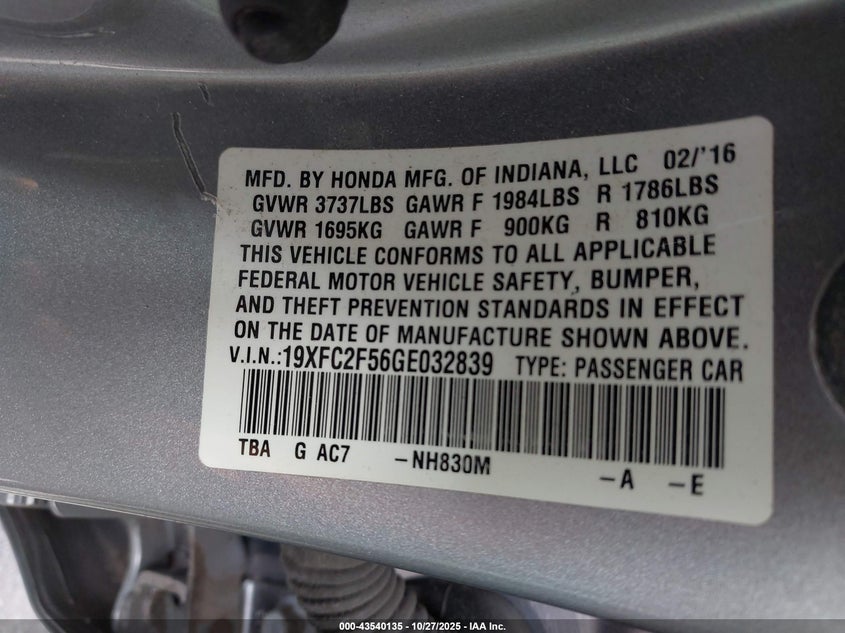 MFD. BY HONDA MFG. OF INDIANA, LLC 02/'16
GVWR 3737LBS GAWR F 1984LBS R 1786LBS
GVWR 1695KG GAWR F 900KG R 810KG
THIS VEHICLE CONFORMS TO ALL APPLICABLE
FEDERAL MOTOR VEHICLE SAFETY, BUMPER,
AND THEFT PREVENTION STANDARDS IN EFFECT
ON THE DATE OF MANUFACTURE SHOWN ABOVE.
V.I.N.:19XFC2F56GE032839 TYPE: PASSENGER CAR
TBA G AC7 -NH830M -A -E
000-43540135 - 10/27/2025 - IAA Inc.